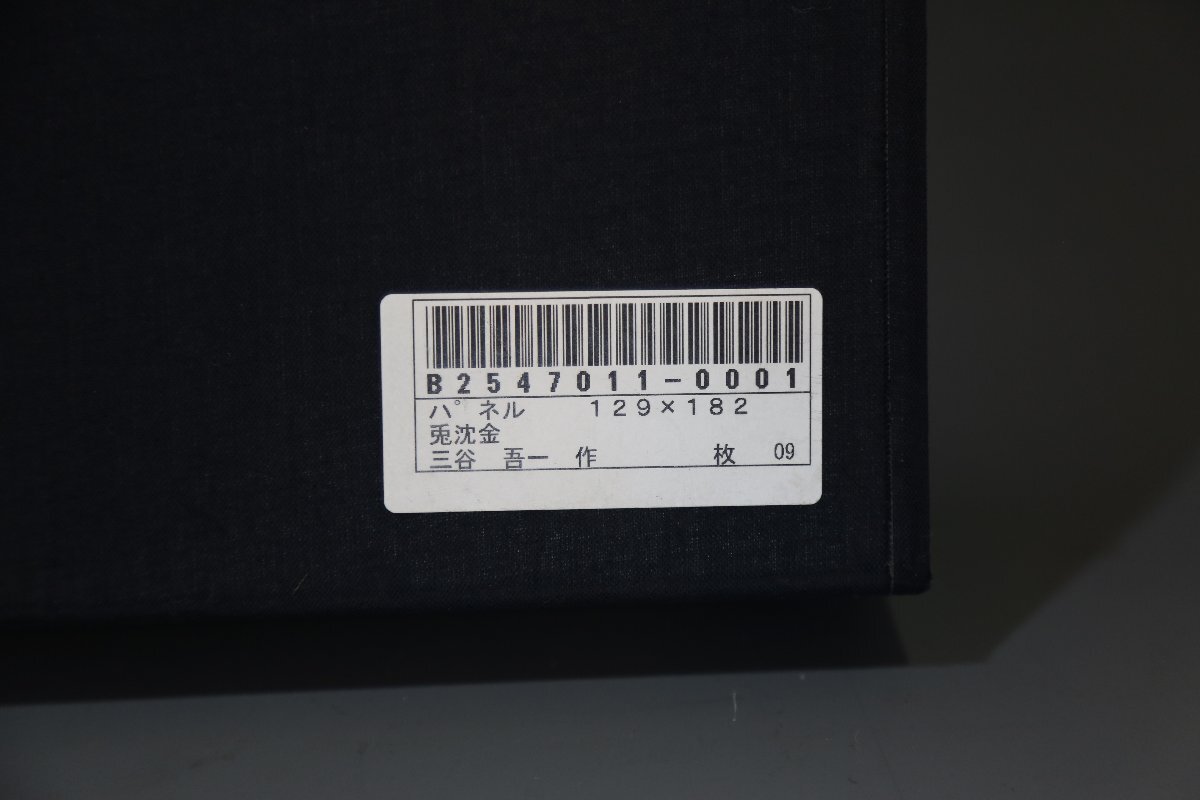 B2547011-0001
パネル 129×182
兎沈金
三谷 吾一 作 枚 09